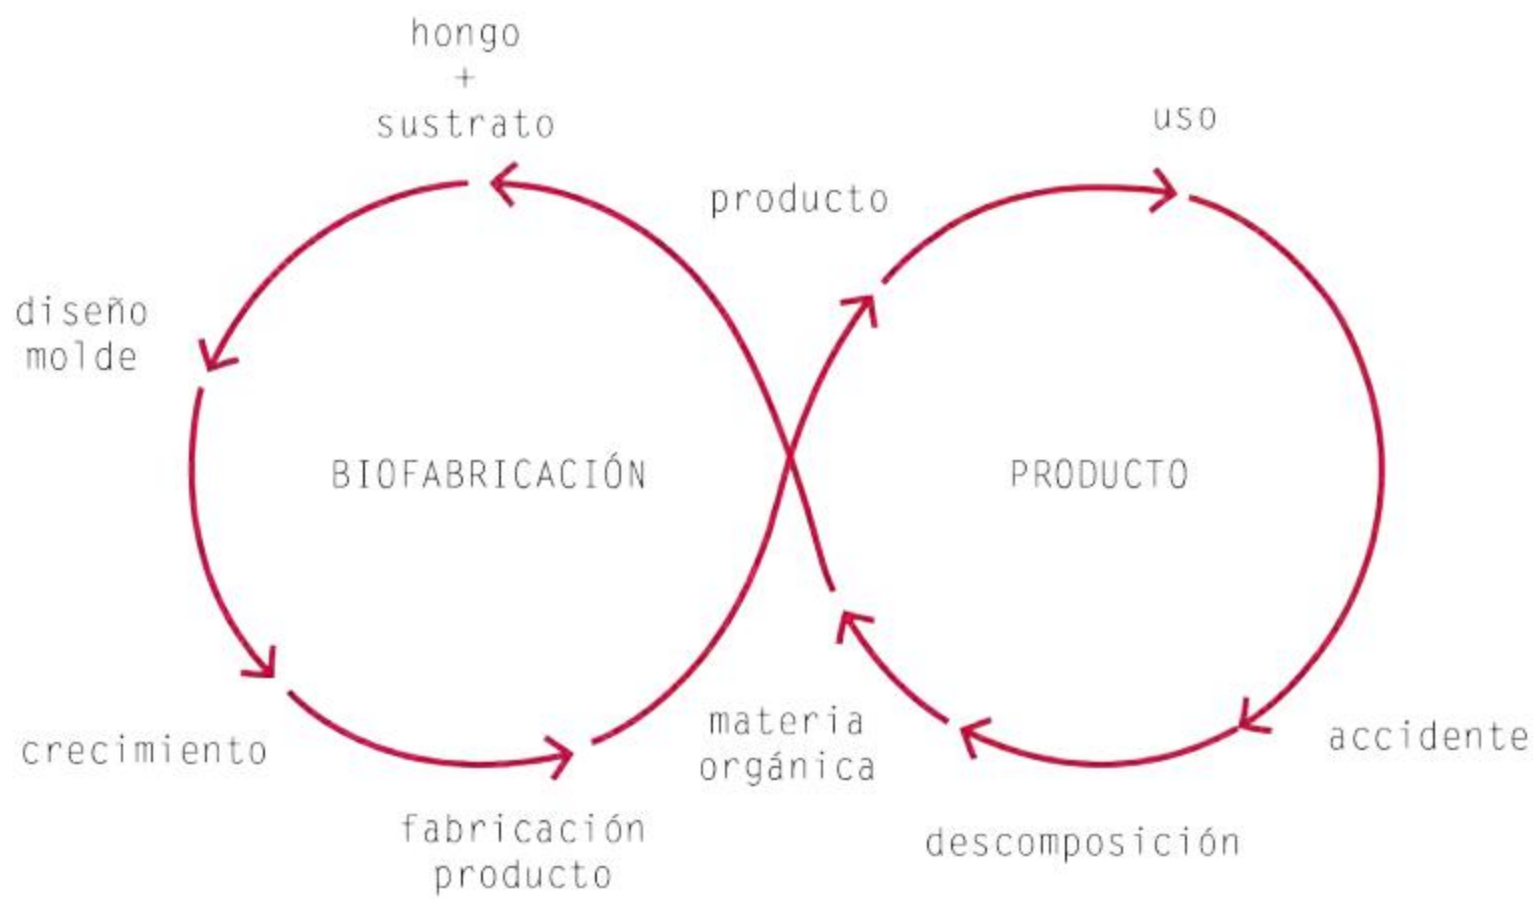 hongo
+
sustrato
uso
producto
diseño
molde
BIOFABRICACIÓN
PRODUCTO
crecimiento
fabricación
producto
materia
orgánica
accidente
descomposición